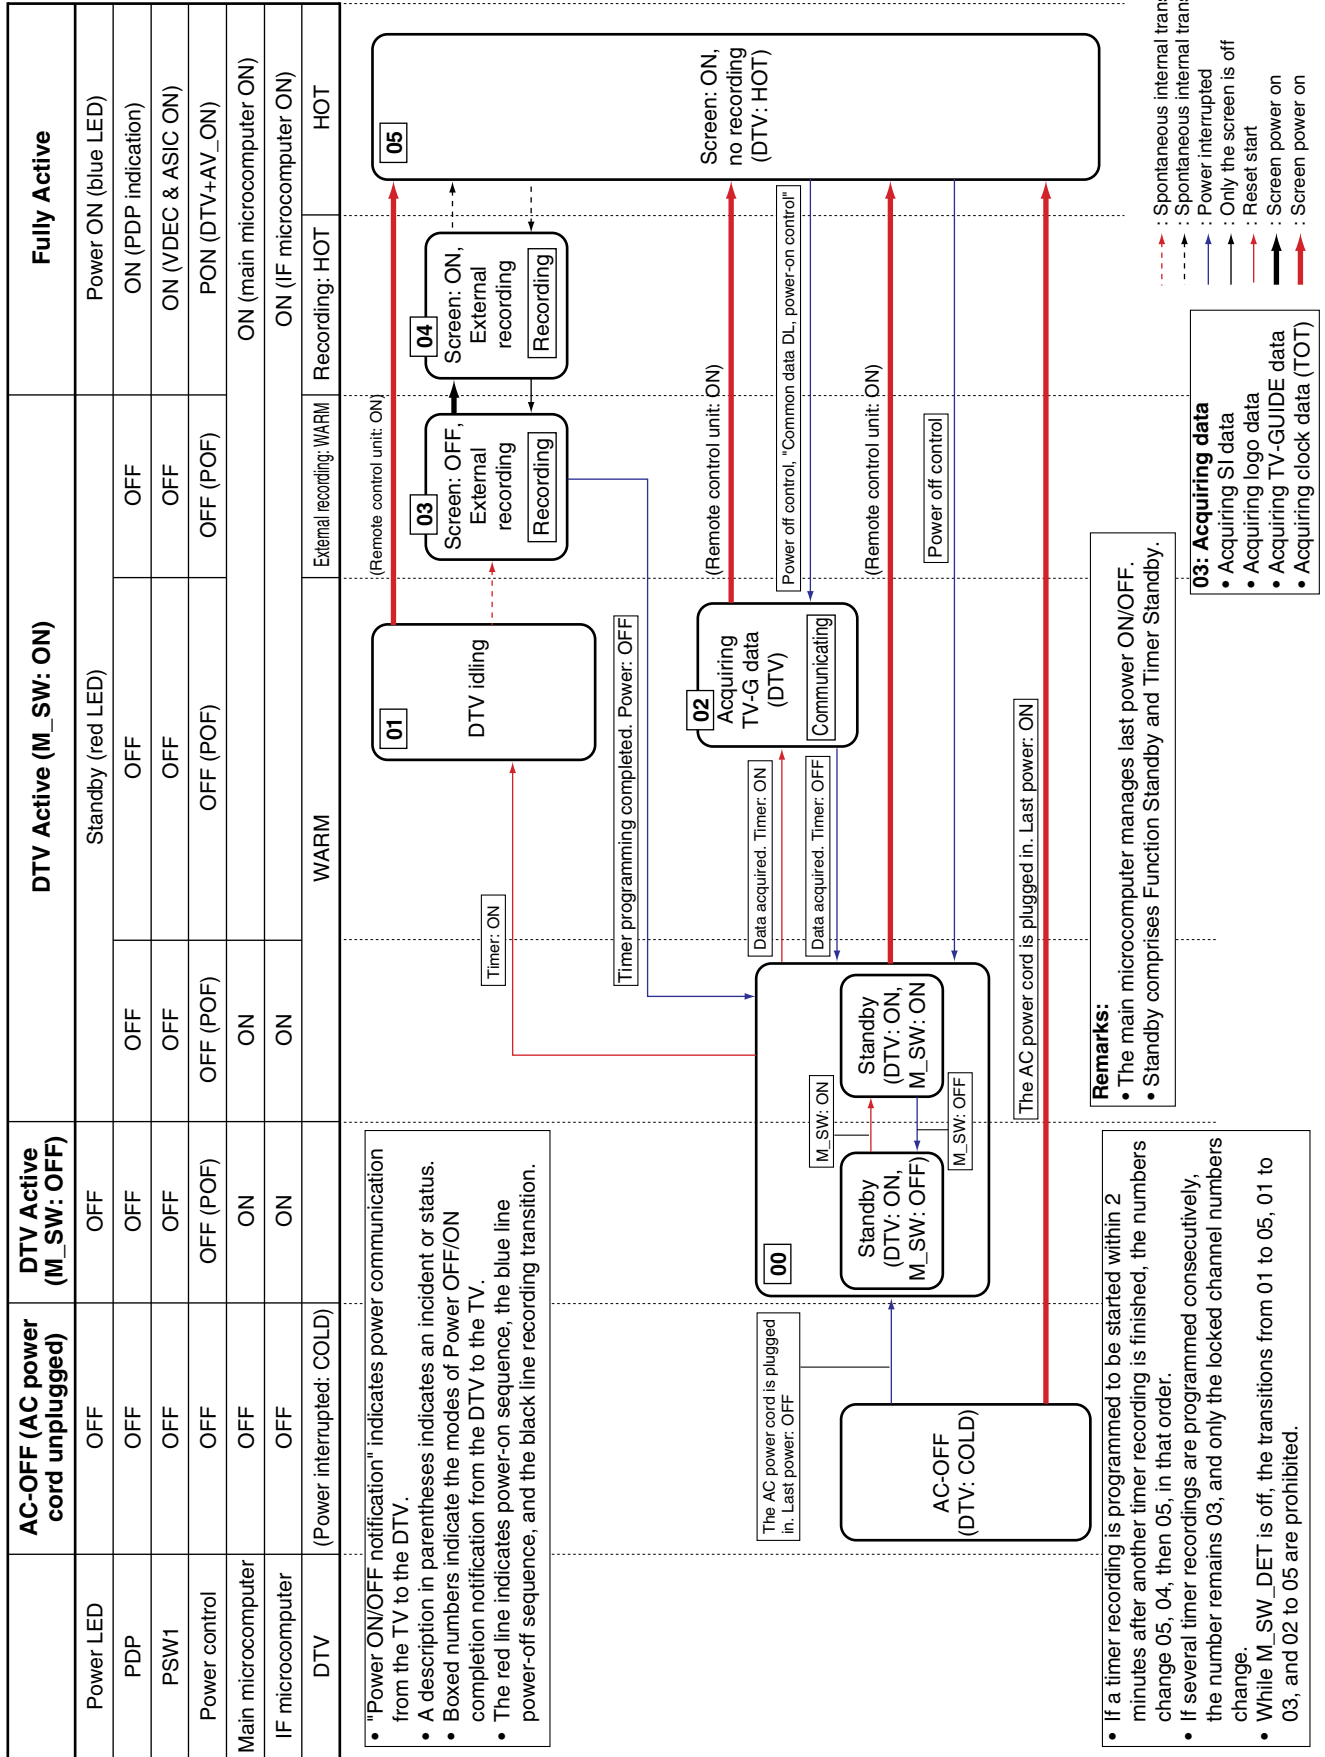 AC-OFF (AC power
cord unplugged)
DTV Active
(M_SW: OFF)
DTV Active (M_SW: ON)
Fully Active
Power LED
OFF
OFF
Standby (red LED)
Power ON (blue LED)
PDP
OFF
OFF
OFF
OFF
OFF
ON (PDP indication)
PSW1
OFF
OFF
OFF
OFF
OFF
ON (VDEC & ASIC ON)
Power control
OFF
OFF (POF)
OFF (POF)
OFF (POF)
OFF (POF)
PON (DTV+AV_ON)
Main microcomputer
OFF
ON
ON
ON (main microcomputer ON)
IF microcomputer
OFF
ON
ON
ON (IF microcomputer ON)
DTV
(Power interrupted: COLD)
WARM
External recording: WARM
Recording: HOT
HOT
• "Power ON/OFF notification" indicates power communication
from the TV to the DTV.
• A description in parentheses indicates an incident or status.
• Boxed numbers indicate the modes of Power OFF/ON
completion notification from the DTV to the TV.
• The red line indicates power-on sequence, the blue line
power-off sequence, and the black line recording transition.
01
DTV idling
Timer: ON
(Remote control unit: ON)
03
Screen: OFF,
External
recording
Recording
04
Screen: ON,
External
recording
Recording
05
Screen: ON,
no recording
(DTV: HOT)
Timer programming completed. Power: OFF
02
Acquiring
TV-G data
(DTV)
Communicating
(Remote control unit: ON)
Power off control, "Common data DL, power-on control"
Data acquired. Timer: ON
Data acquired. Timer: OFF
The AC power cord is plugged
in. Last power: OFF
00
Standby
(DTV: ON,
M_SW: OFF)
M_SW: ON
M_SW: OFF
Standby
(DTV: ON,
M_SW: ON
(Remote control unit: ON)
Power off control
AC-OFF
(DTV: COLD)
The AC power cord is plugged in. Last power: ON
• If a timer recording is programmed to be started within 2
minutes after another timer recording is finished, the numbers
change 05, 04, then 05, in that order.
• If several timer recordings are programmed consecutively,
the number remains 03, and only the locked channel numbers
change.
• While M_SW_DET is off, the transitions from 01 to 05, 01 to
03, and 02 to 05 are prohibited.
Remarks:
• The main microcomputer manages last power ON/OFF.
• Standby comprises Function Standby and Timer Standby.
03: Acquiring data
• Acquiring SI data
• Acquiring logo data
• Acquiring TV-GUIDE data
• Acquiring clock data (TOT)
: Spontaneous internal
: Spontaneous internal
: Power interrupted
: Only the screen is off
: Reset start
: Screen power on
: Screen power on